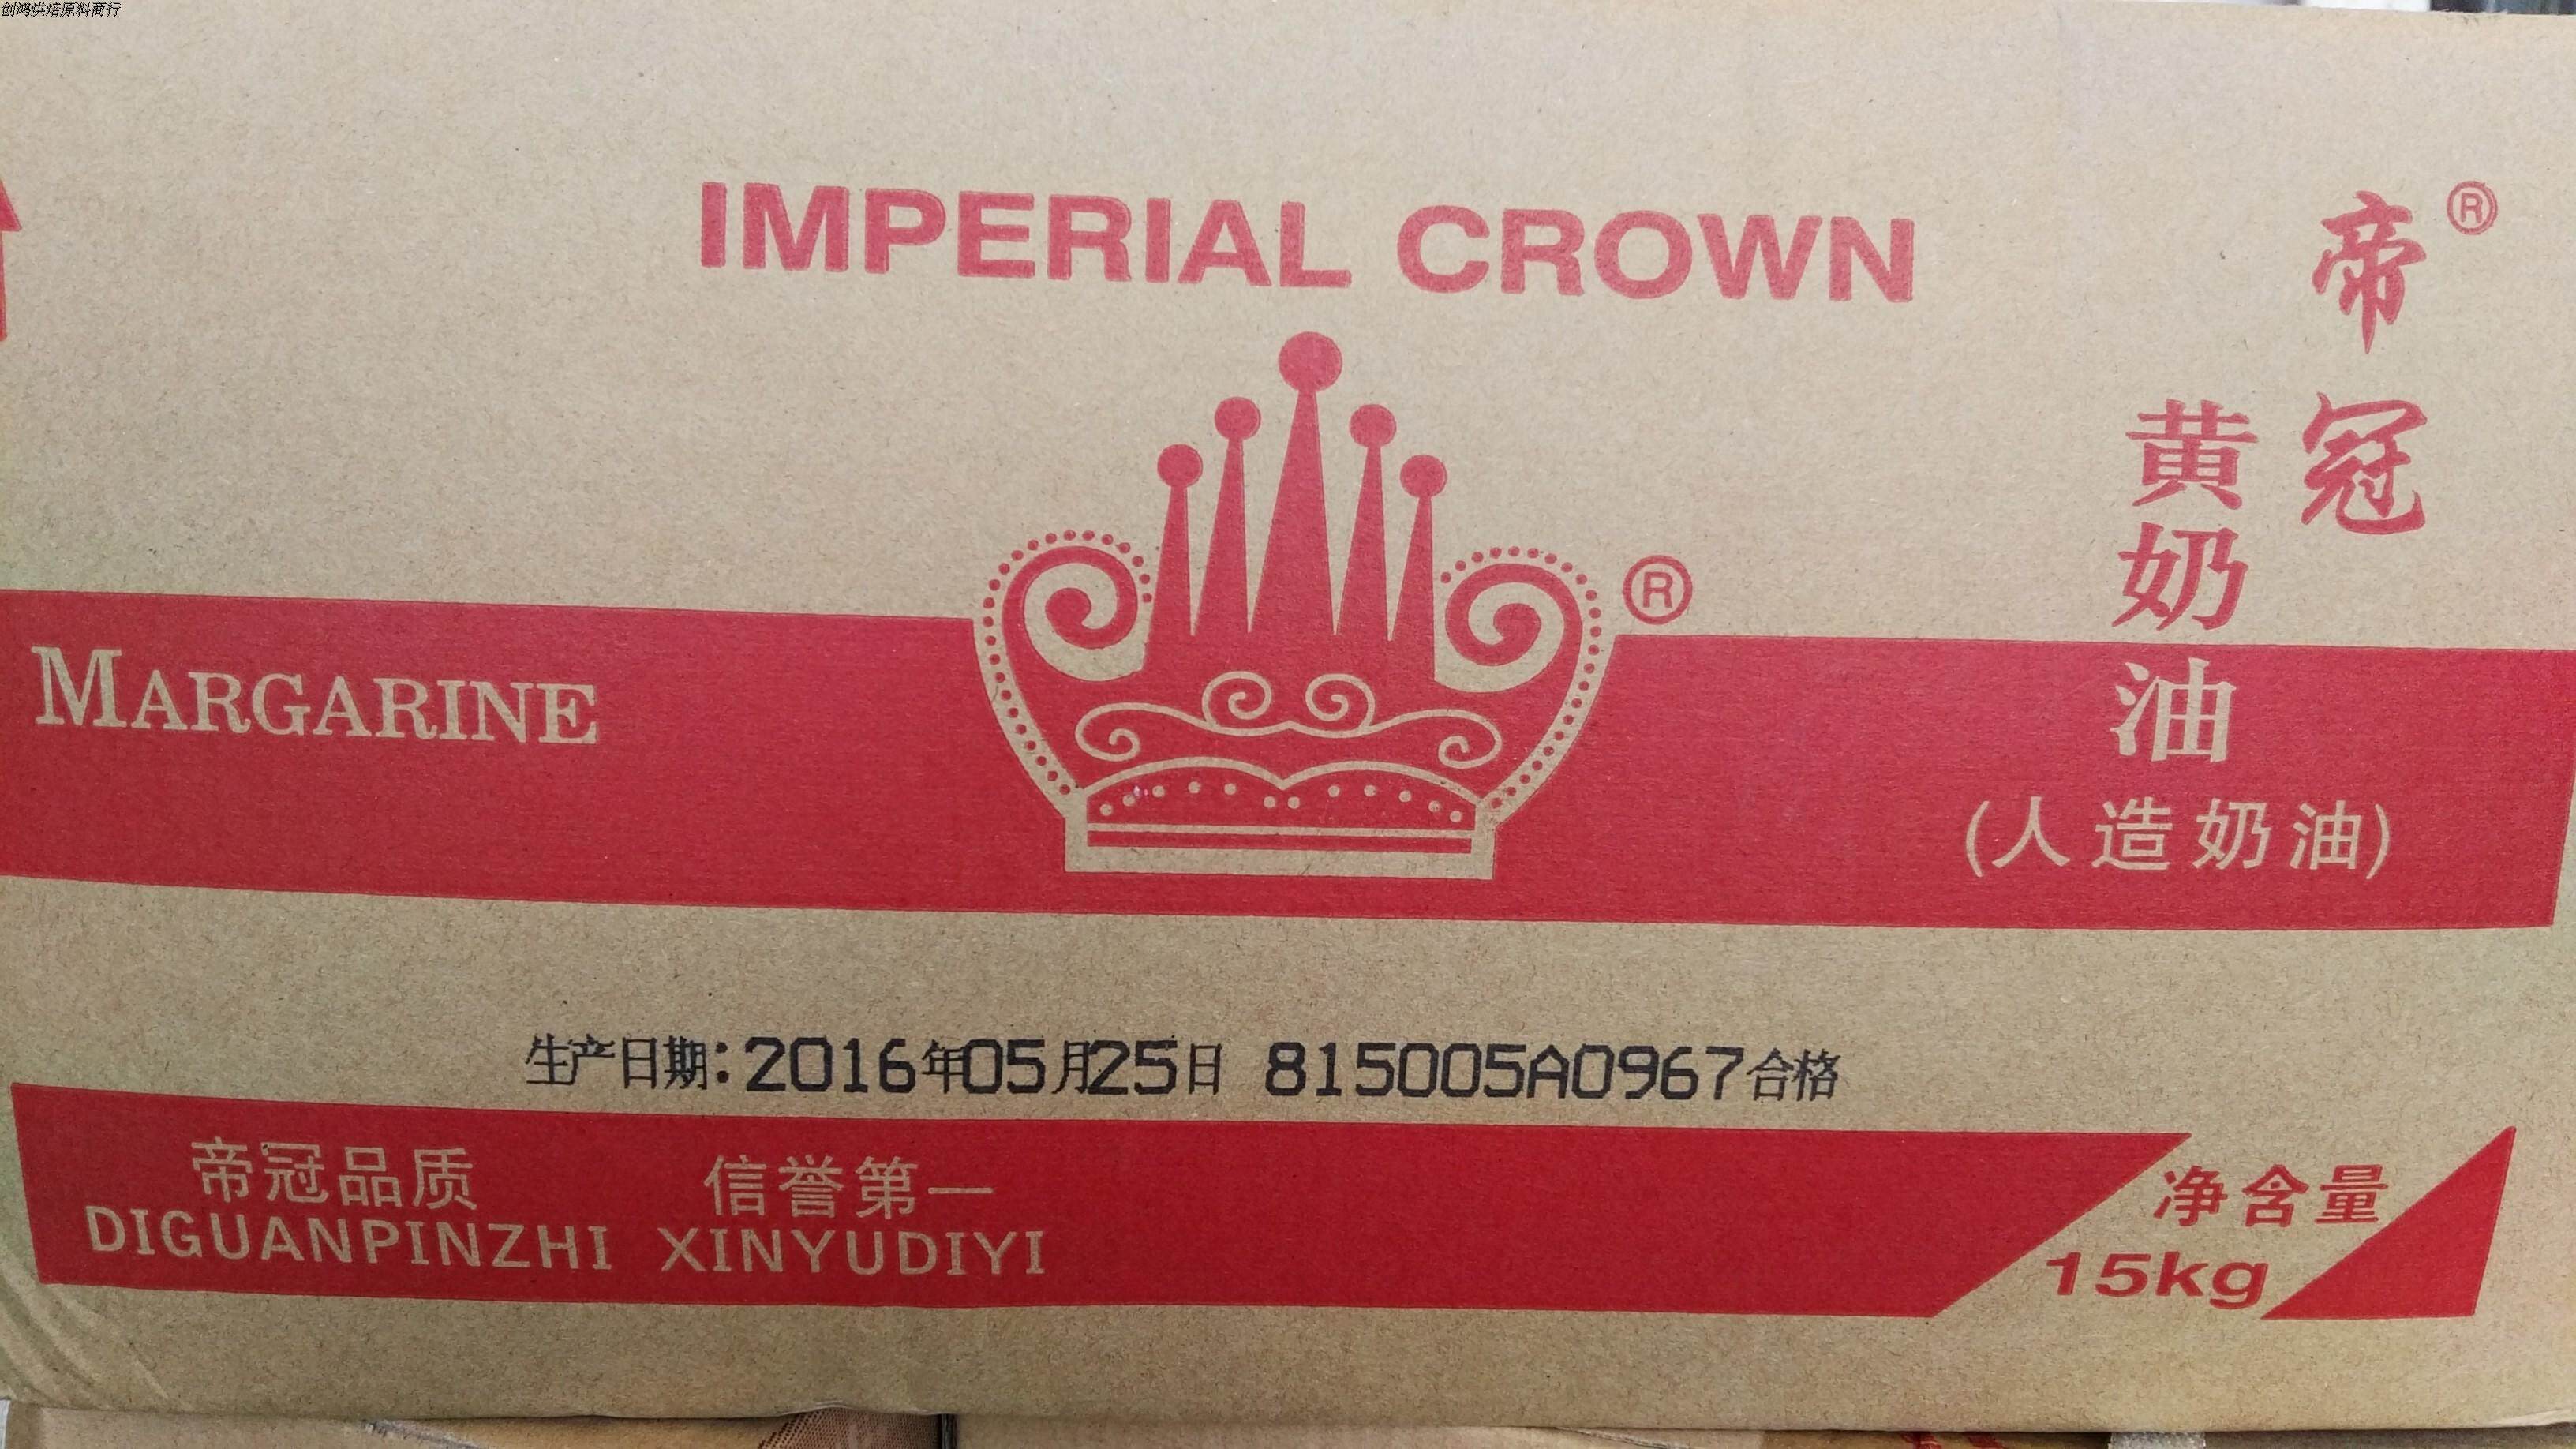 创鸿烘焙原料商行
IMPERIAL CROWN
帝冠®
黄奶油
®
MARGARINE
(人造奶油)
生产日期:2016年05月25日 815005A0967合格
帝冠品质 信誉第一
DIGUANPINZHI XINYUDIYI
净含量
15kg